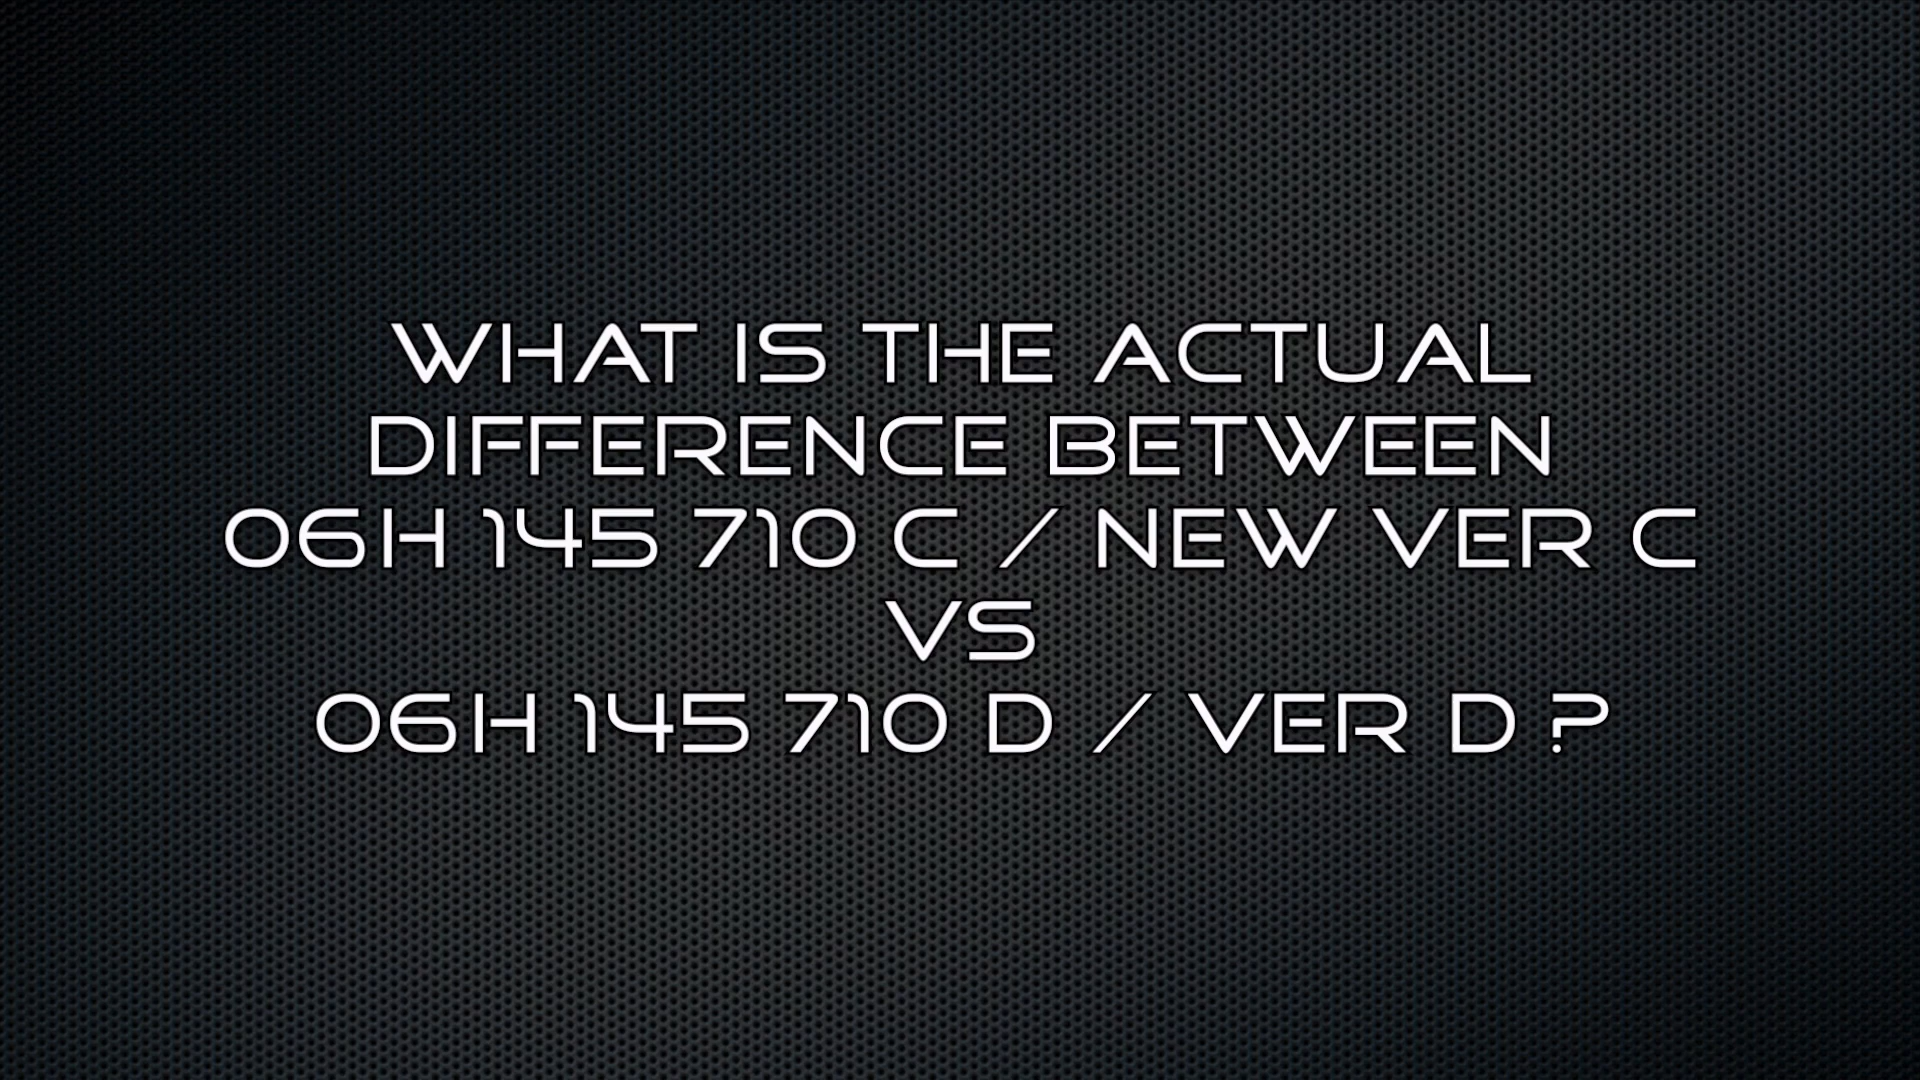 WHAT IS THE ACTUAL
DIFFERENCE BETWEEN
06H 145 710 C / NEW VER C
VS
06H 145 710 D / VER D ?